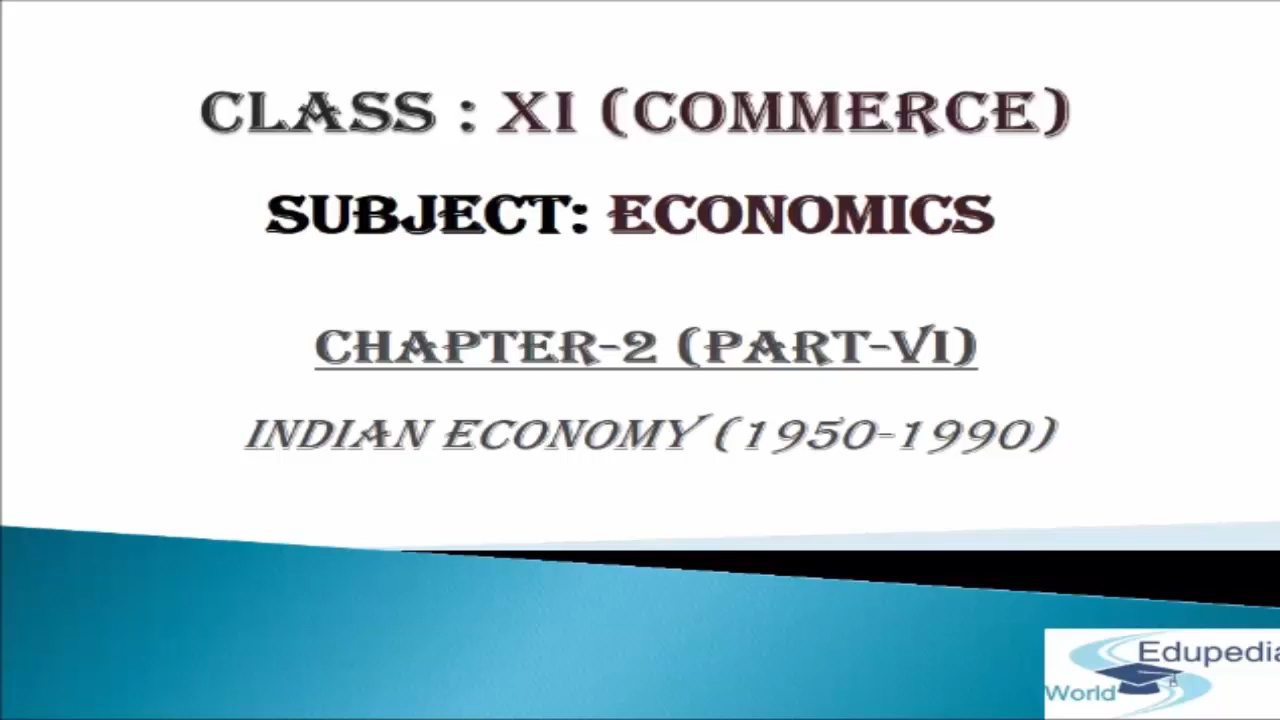 CLASS : XI (COMMERCE)
SUBJECT: ECONOMICS
CHAPTER-2 (PART-VI)
INDIAN ECONOMY (1950-1990)
Edupedia
World